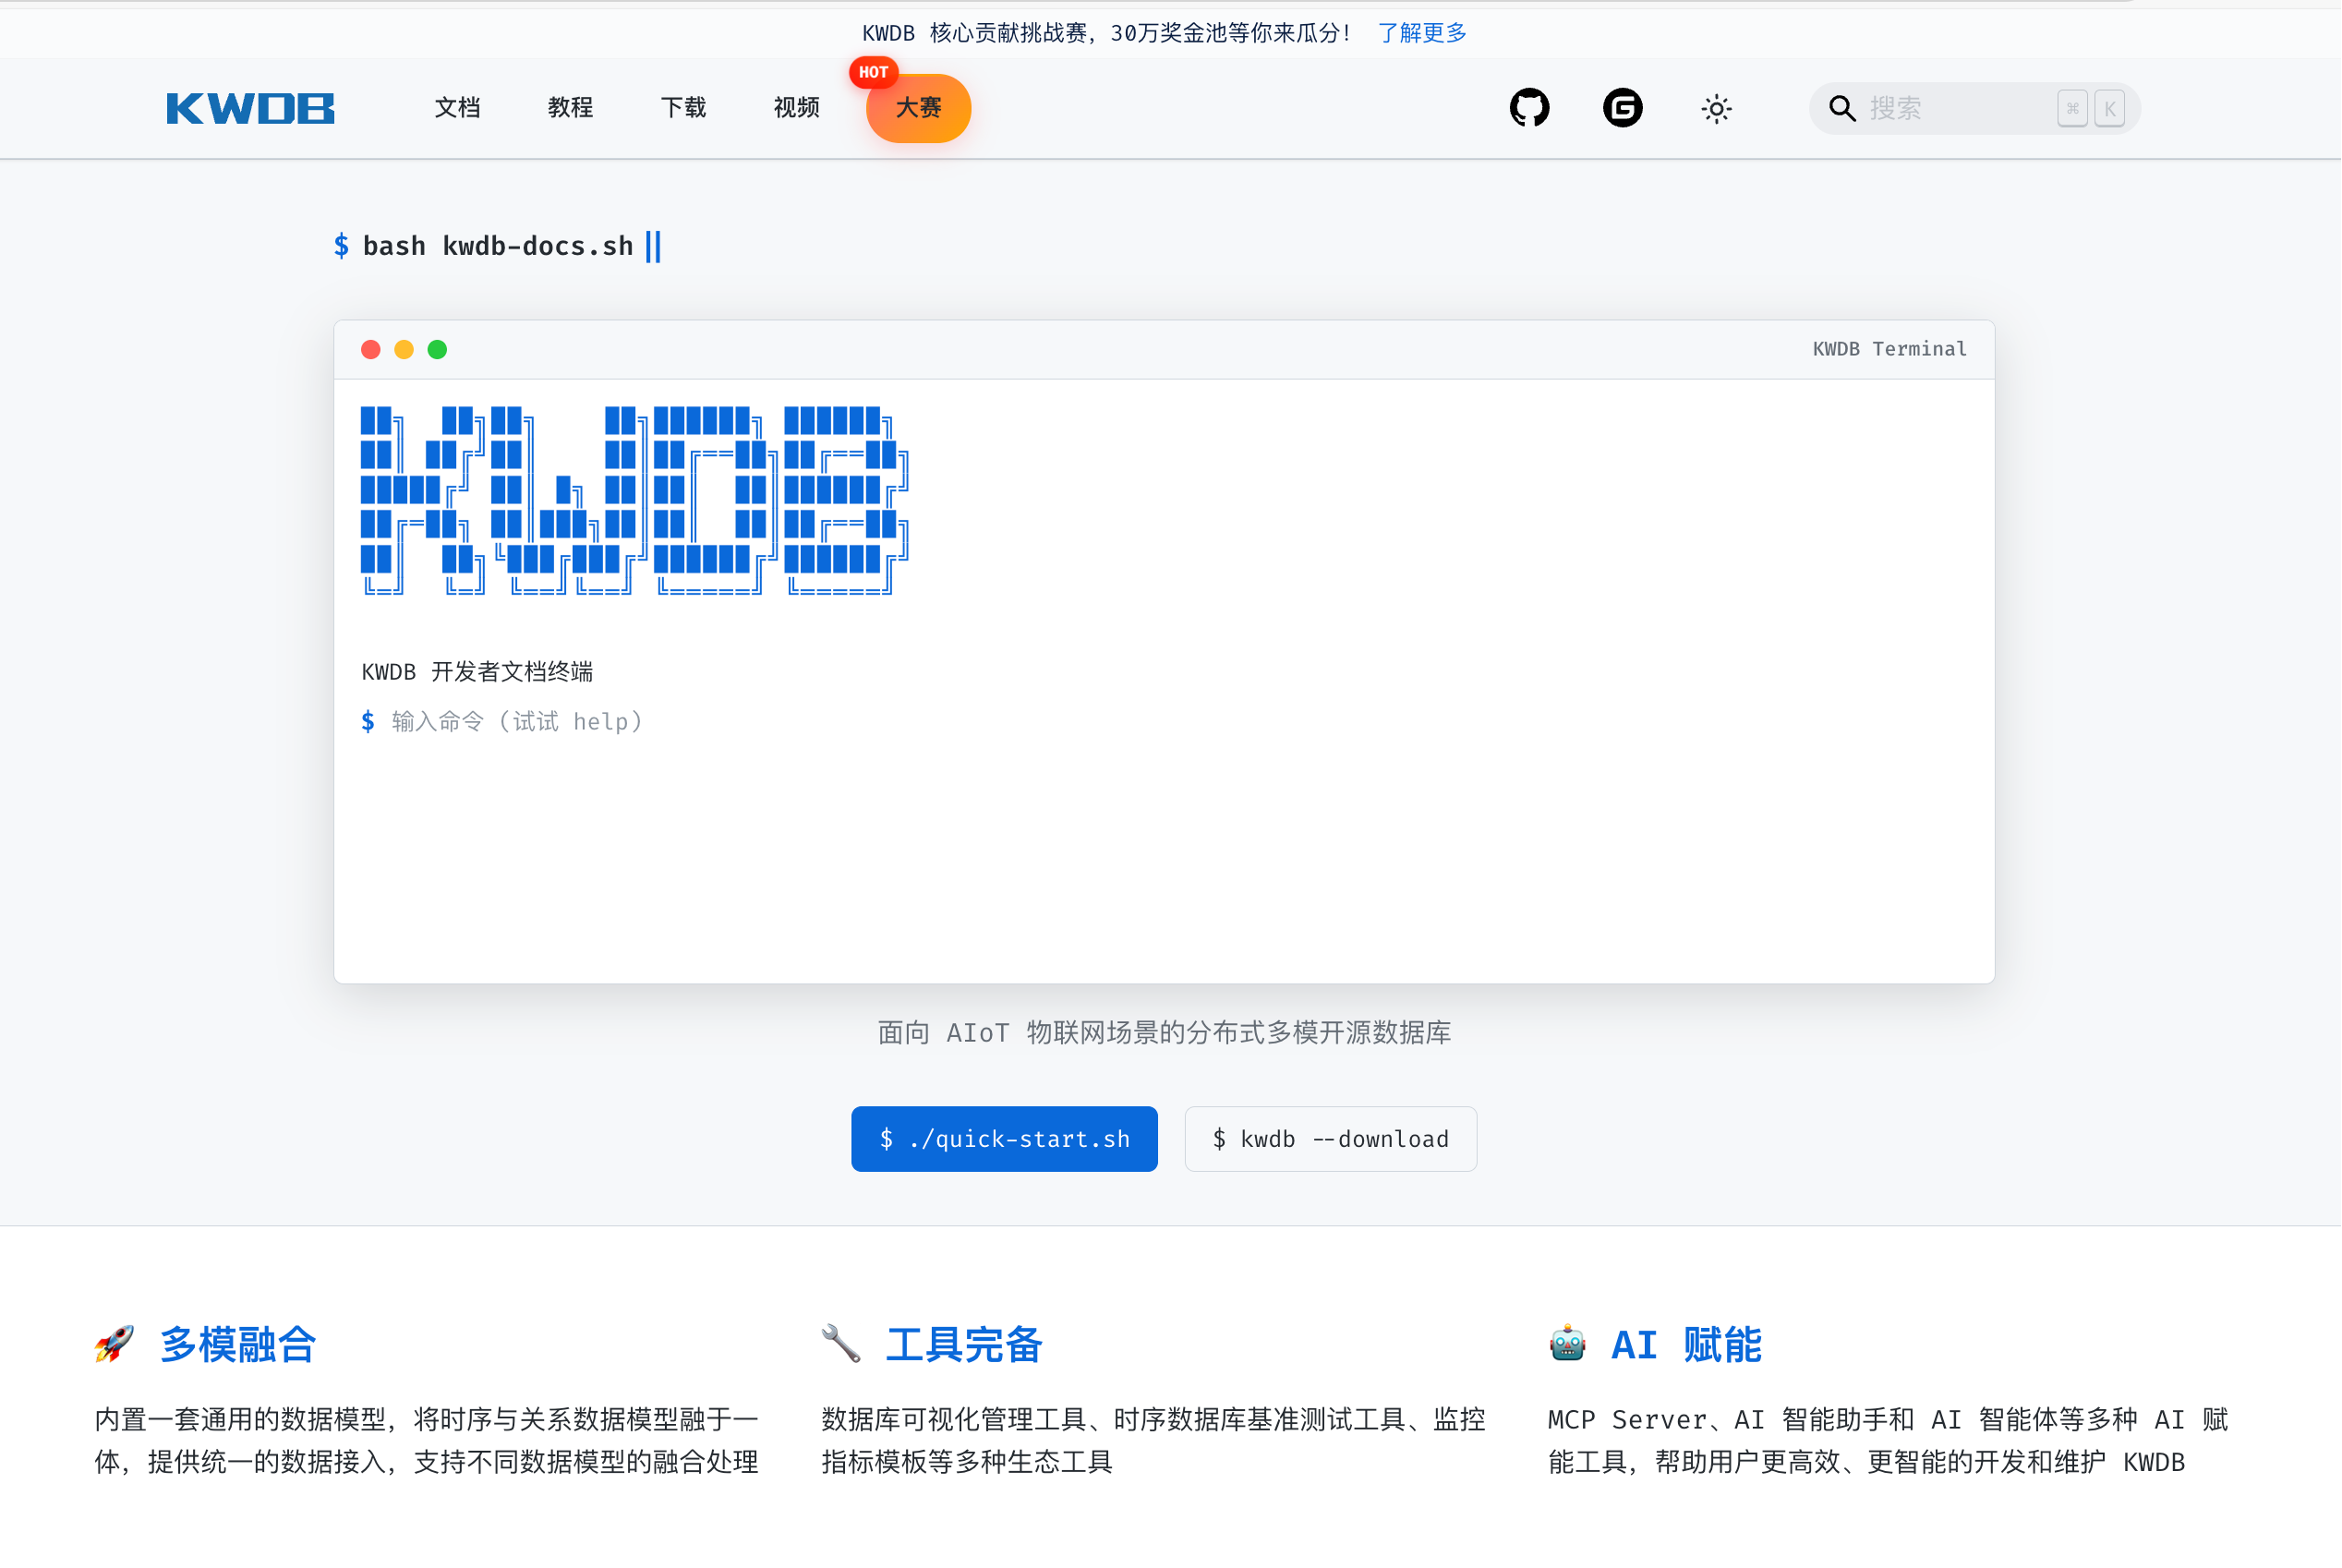 KWDB 核心贡献挑战赛，30万奖金池等你来瓜分！ 了解更多
HOT
KWDB 文档 教程 下载 视频 大赛 搜索 ⌘ K
$ bash kwdb-docs.sh
KWDB Terminal
KWDB
KWDB 开发者文档终端
$ 输入命令 (试试 help)
面向 AIoT 物联网场景的分布式多模开源数据库
$ ./quick-start.sh $ kwdb --download
🚀 多模融合
内置一套通用的数据模型，将时序与关系数据模型融于一
体，提供统一的数据接入，支持不同数据模型的融合处理
🔧 工具完备
数据库可视化管理工具、时序数据库基准测试工具、监控
指标模板等多种生态工具
🤖 AI 赋能
MCP Server、AI 智能助手和 AI 智能体等多种 AI 赋
能工具，帮助用户更高效、更智能的开发和维护 KWDB